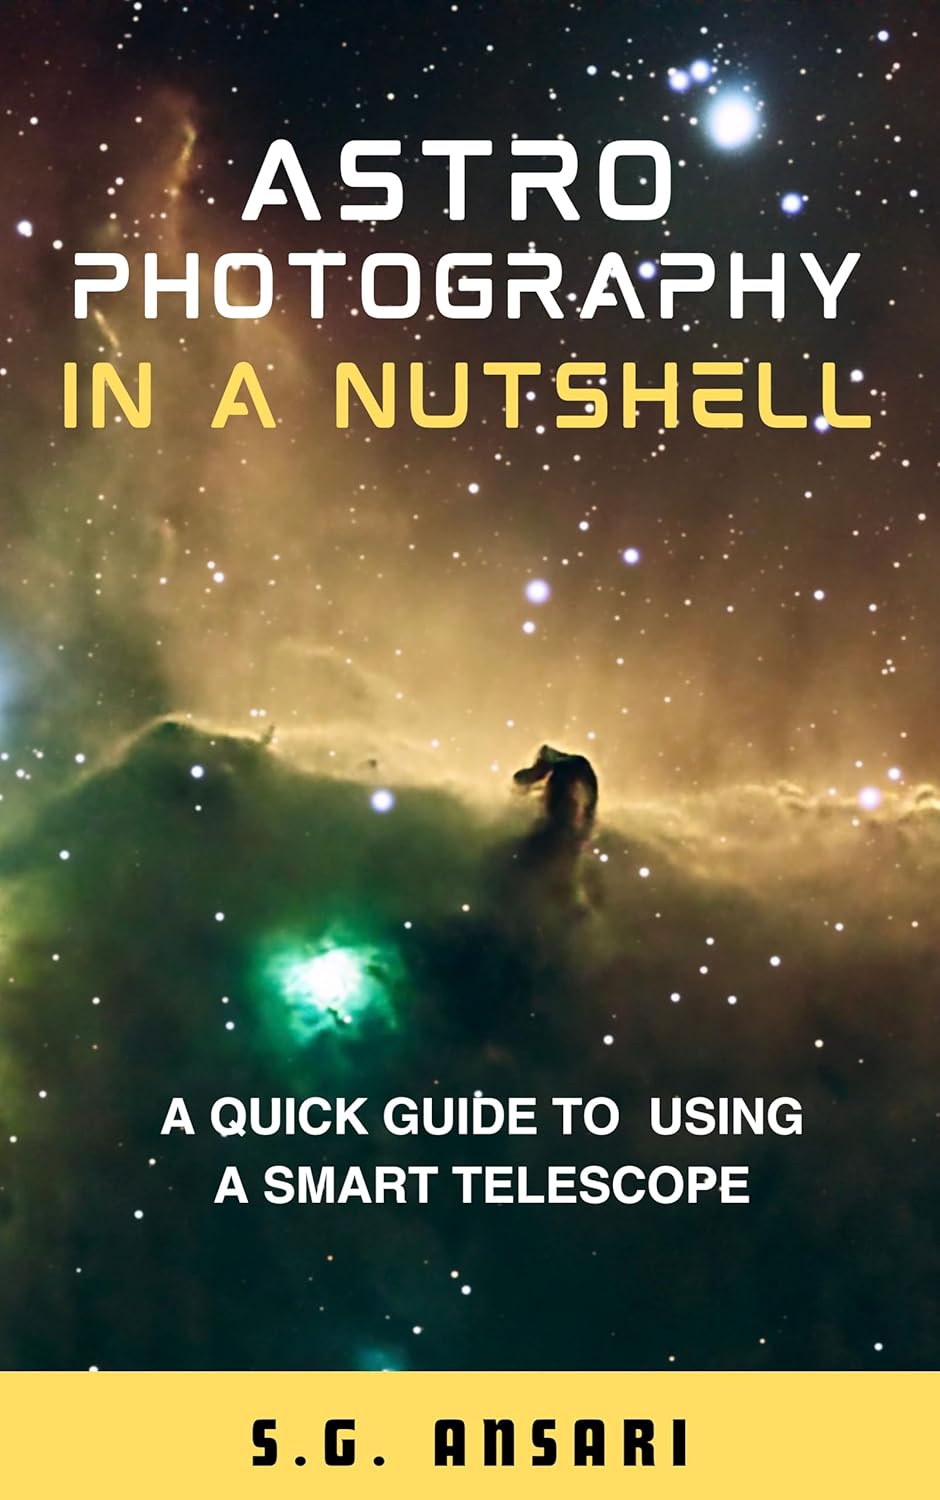 ASTRO
PHOTOGRAPHY
IN A NUTSHELL
A QUICK GUIDE TO  USING
A SMART TELESCOPE
S.G. ANSARI